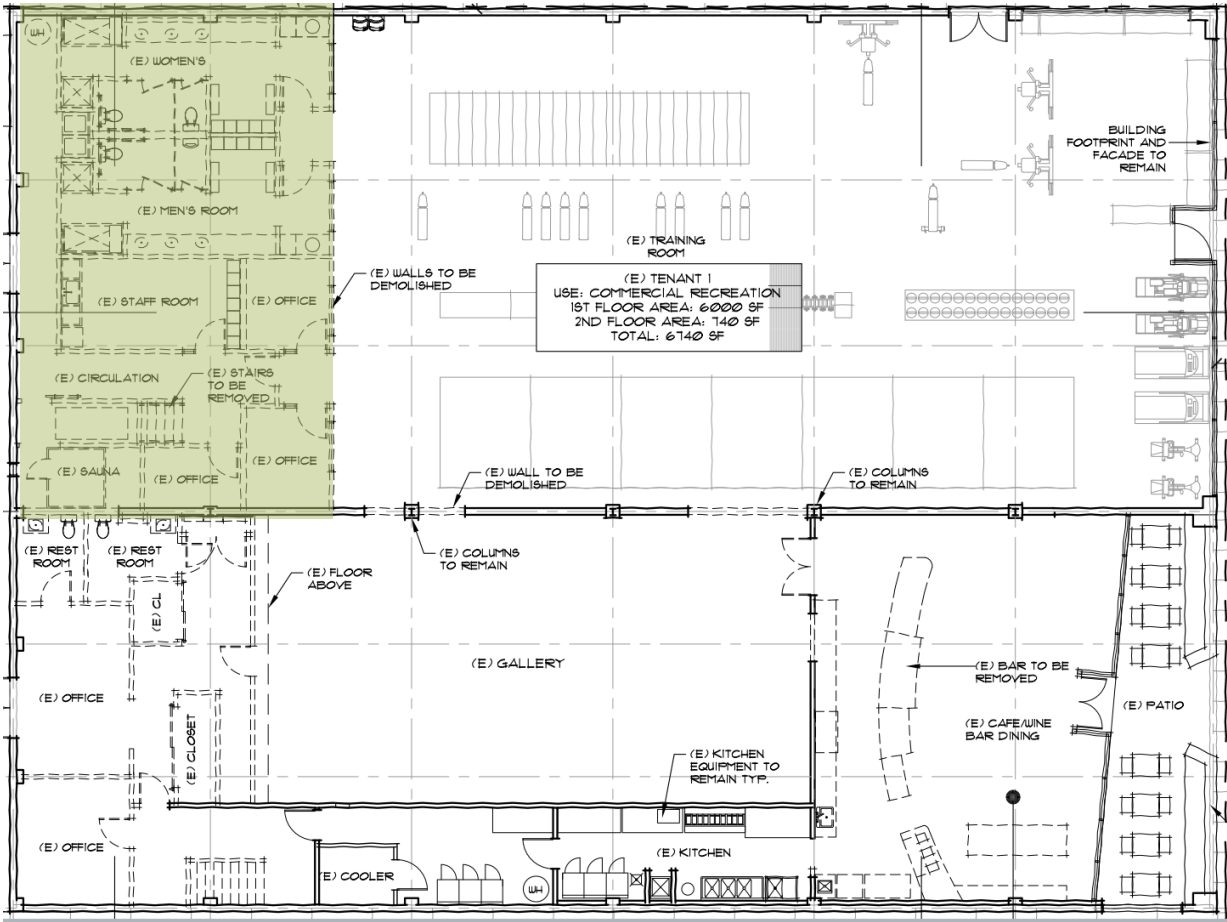 WH
(E) WOMEN'S
BUILDING
FOOTPRINT AND
FACADE TO
REMAIN
(E) MEN'S ROOM
(E) TRAINING
ROOM
(E) WALLS TO BE
DEMOLISHED
(E) TENANT 1
USE: COMMERCIAL RECREATION
1ST FLOOR AREA: 6000 SF
2ND FLOOR AREA: 740 SF
TOTAL: 6740 SF
(E) STAFF ROOM
(E) OFFICE
(E) CIRCULATION
(E) STAIRS
TO BE
REMOVED
(E) SAUNA
(E) OFFICE
(E) OFFICE
(E) WALL TO BE
DEMOLISHED
(E) COLUMNS
TO REMAIN
(E) REST
ROOM
(E) REST
ROOM
(E) COLUMNS
TO REMAIN
(E) FLOOR
ABOVE
(E) CL
(E) GALLERY
(E) BAR TO BE
REMOVED
(E) OFFICE
(E) PATIO
(E) CLOSET
(E) CAFE/WINE
BAR DINING
(E) KITCHEN
EQUIPMENT TO
REMAIN TYP.
(E) OFFICE
(E) KITCHEN
(E) COOLER
WH